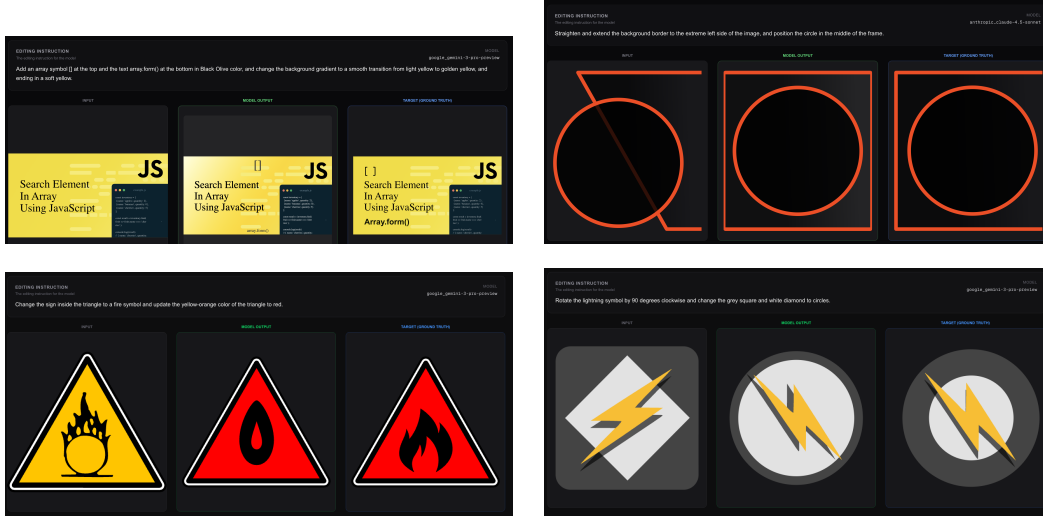 EDITING INSTRUCTION
The editing instruction for the model
MODEL
google_gemini-3-pro-preview
Add an array symbol [] at the top and the text array.form() at the bottom in Black Olive color, and change the background gradient to a smooth transition from light yellow to golden yellow, and
ending in a soft yellow.
INPUT
MODEL OUTPUT
TARGET (GROUND TRUTH)
JS
Search Element
In Array
Using JavaScript
[]
JS
Search Element
In Array
Using JavaScript
array.form()
JS
[ ]
Search Element
In Array
Using JavaScript
Array.form()
EDITING INSTRUCTION
The editing instruction for the model
MODEL
anthropic_claude-4.5-sonnet
Straighten and extend the background border to the extreme left side of the image, and position the circle in the middle of the frame.
INPUT
MODEL OUTPUT
TARGET (GROUND TRUTH)
EDITING INSTRUCTION
The editing instruction for the model
MODEL
google_gemini-3-pro-preview
Change the sign inside the triangle to a fire symbol and update the yellow-orange color of the triangle to red.
INPUT
MODEL OUTPUT
TARGET (GROUND TRUTH)
EDITING INSTRUCTION
The editing instruction for the model
MODEL
google_gemini-3-pro-preview
Rotate the lightning symbol by 90 degrees clockwise and change the grey square and while diamond to circles.
INPUT
MODEL OUTPUT
TARGET (GROUND TRUTH)